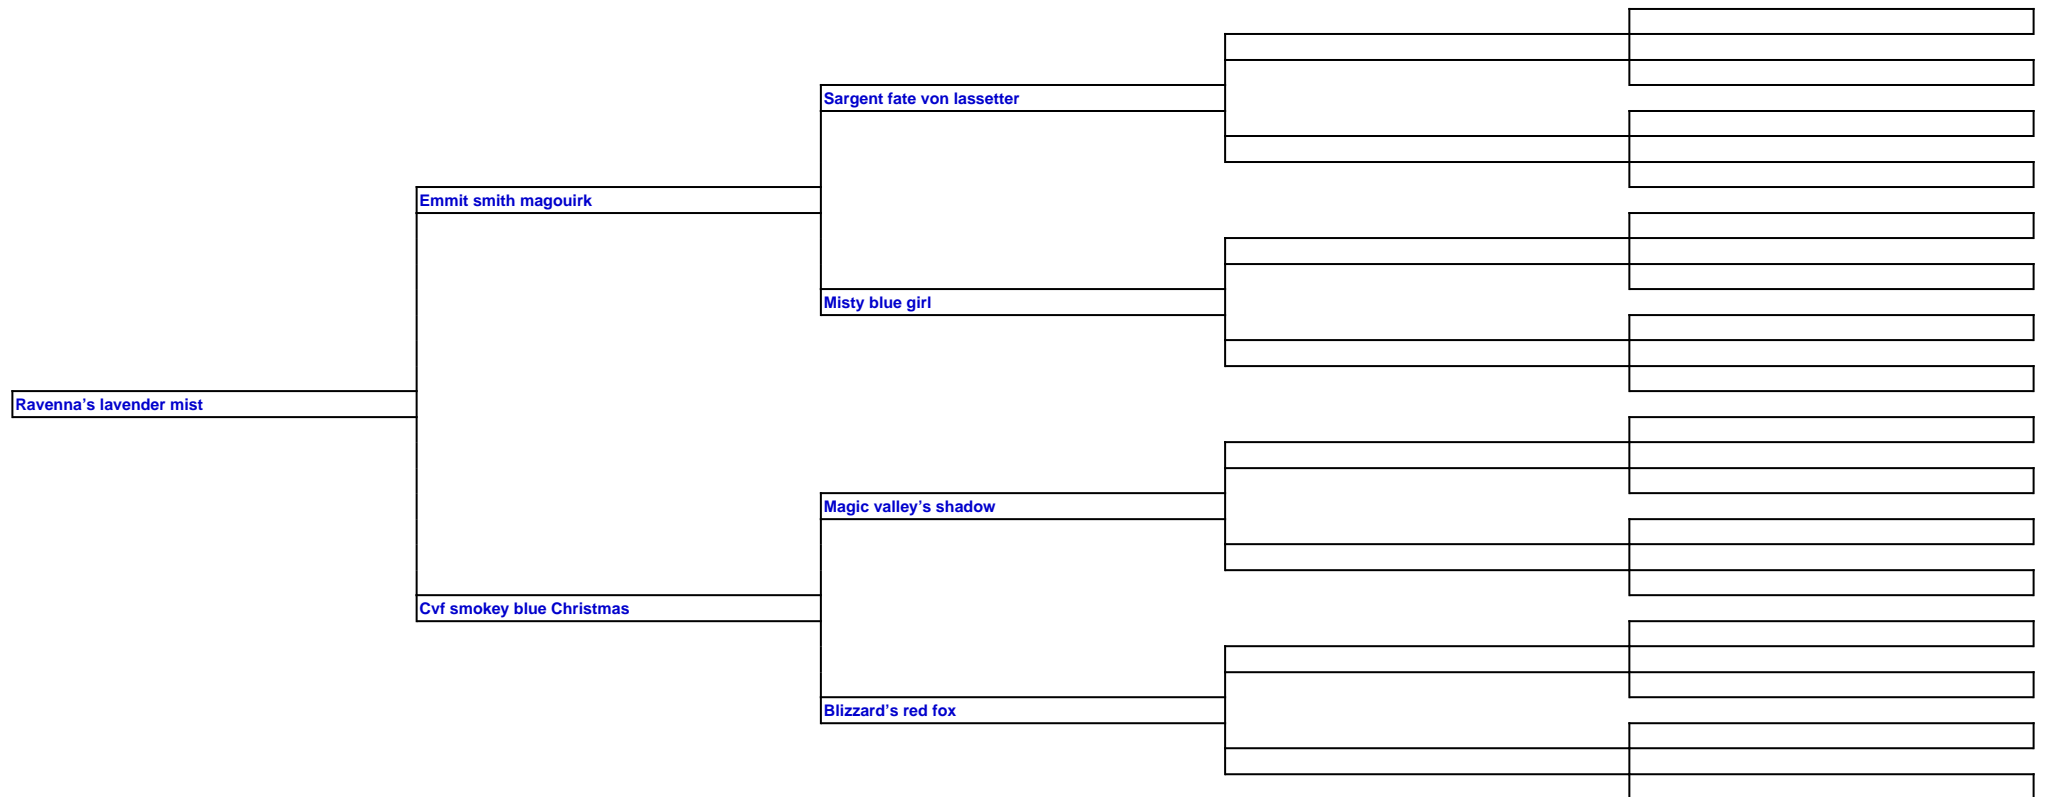 Sargent fate von lassetter
Emmit smith magouirk
Misty blue girl
Ravenna’s lavender mist
Magic valley’s shadow
Cvf smokey blue Christmas
Blizzard’s red fox